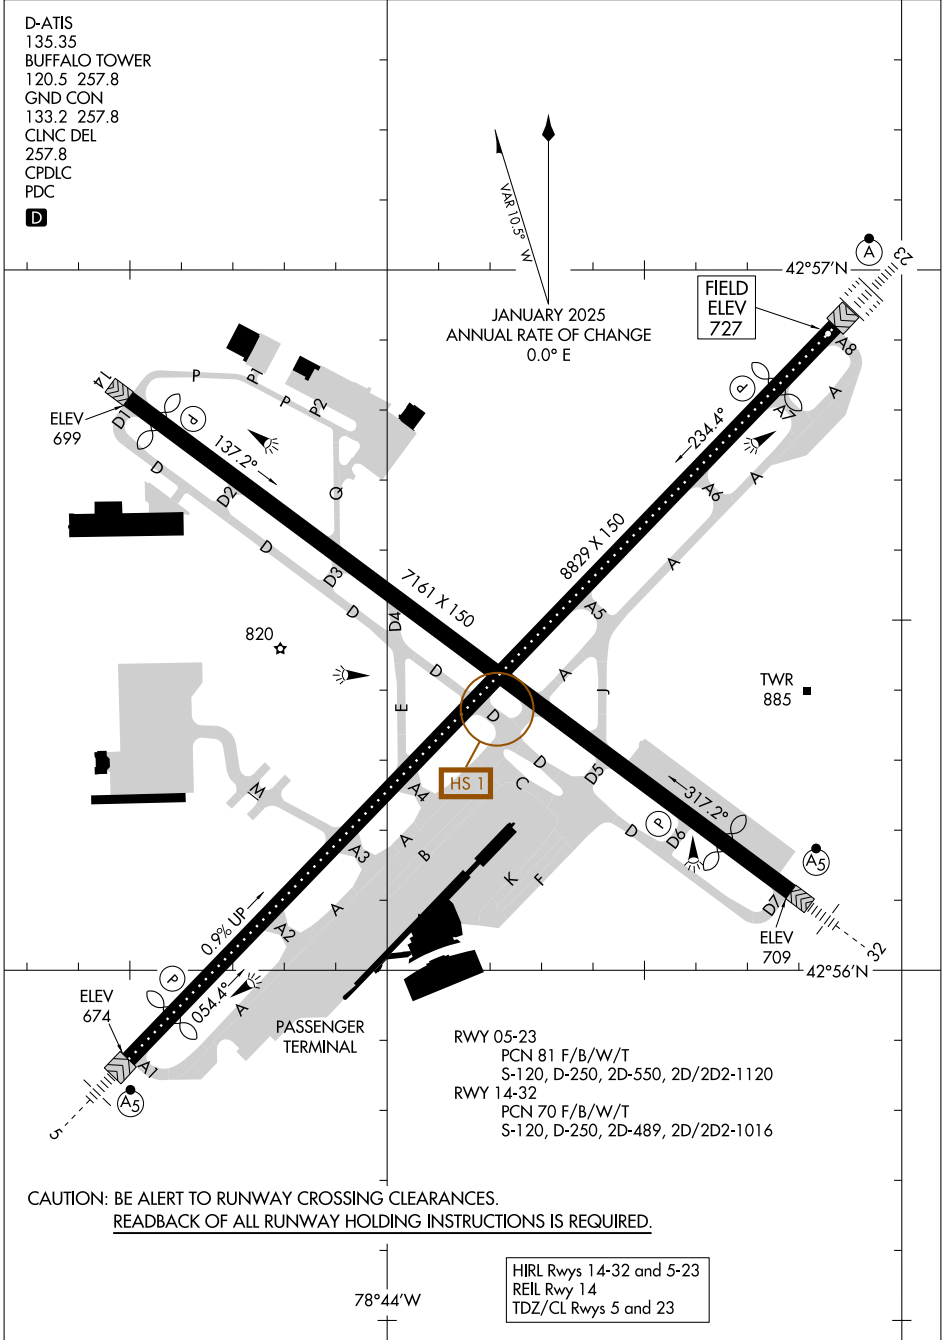 D-ATIS
135.35
BUFFALO TOWER
120.5 257.8
GND CON
133.2 257.8
CLNC DEL
257.8
CPDLC
PDC
D
VAR 10.5° W
JANUARY 2025
ANNUAL RATE OF CHANGE
0.0° E
A
23
42°57'N
FIELD
ELEV
727
A8
P
A
A7
234.4°
A
A6
8829 X 150
A
A5
A
J
14
P
P1
P
P2
ELEV
699
D1
P
137.2°
D
D2
Q
D
D3
D
7161 X 150
D4
820
D
E
D
HS 1
D
C
D5
TWR
885
317.2°
P
D
D6
A5
D7
ELEV
709
32
42°56'N
M
A4
A3
A
B
K
F
A
A2
0.9% UP
P
054.4°
A
ELEV
674
A1
A5
5
PASSENGER
TERMINAL
RWY 05-23
PCN 81 F/B/W/T
S-120, D-250, 2D-550, 2D/2D2-1120
RWY 14-32
PCN 70 F/B/W/T
S-120, D-250, 2D-489, 2D/2D2-1016
CAUTION: BE ALERT TO RUNWAY CROSSING CLEARANCES.
READBACK OF ALL RUNWAY HOLDING INSTRUCTIONS IS REQUIRED.
78°44'W
HIRL Rwys 14-32 and 5-23
REIL Rwy 14
TDZ/CL Rwys 5 and 23